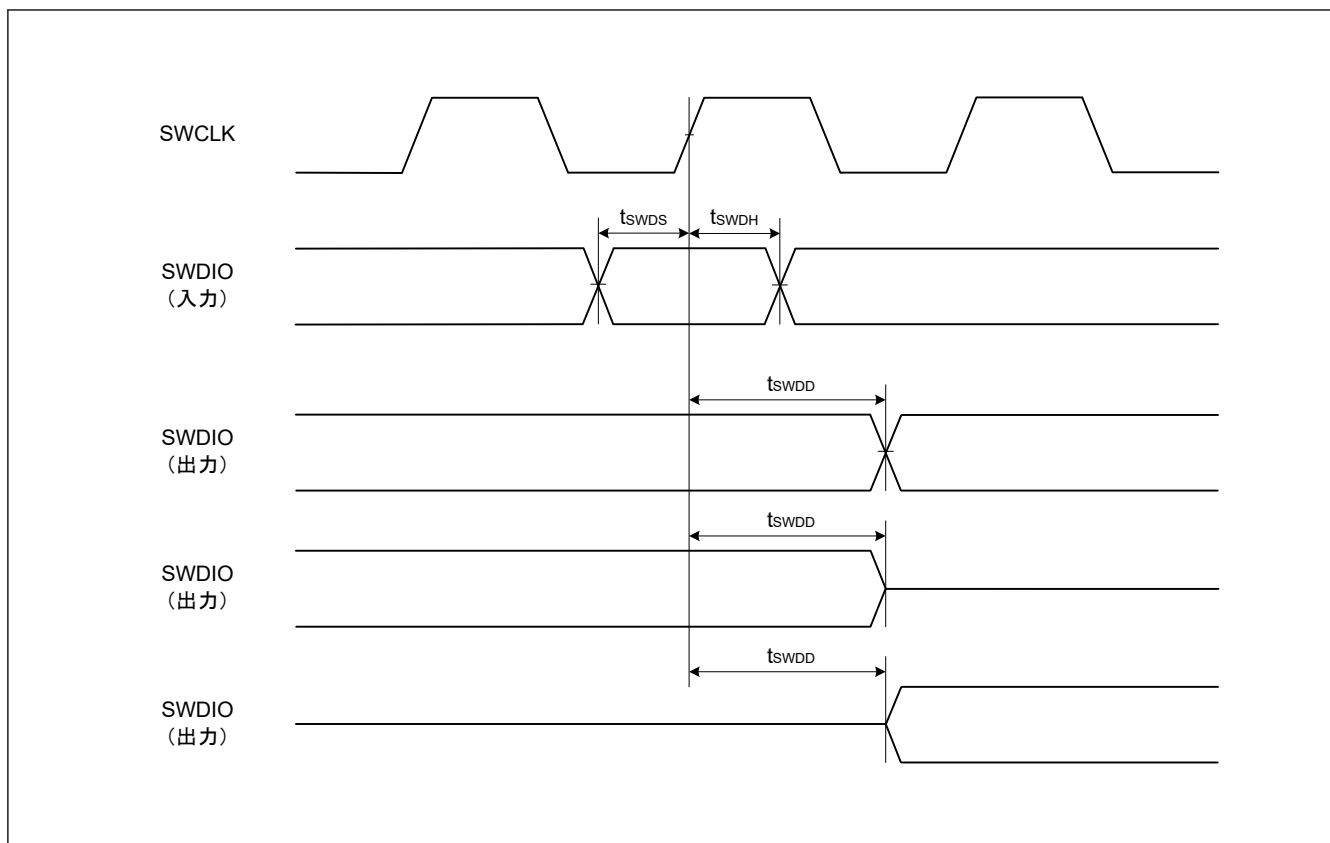 SWCLK
tSWDS
tSWDH
SWDIO
（入力）
tSWDD
SWDIO
（出力）
tSWDD
SWDIO
（出力）
tSWDD
SWDIO
（出力）